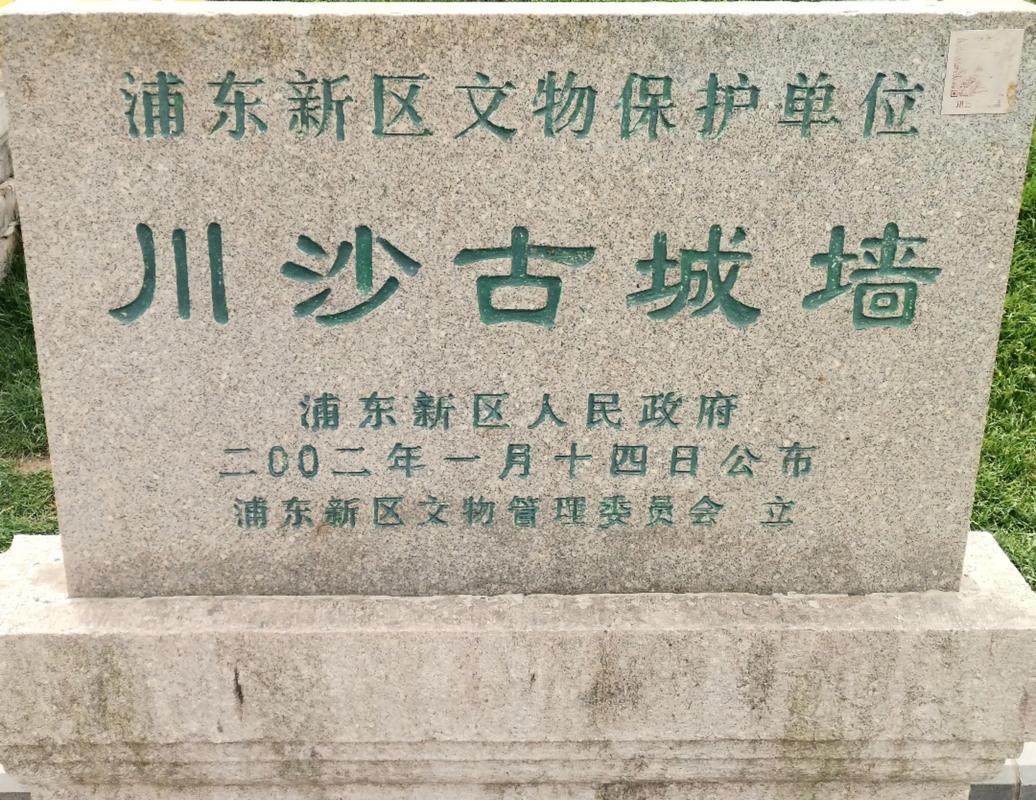 浦东新区文物保护单位
川沙古城墙
浦东新区人民政府
二00二年一月十四日公布
浦东新区文物管理委员会 立